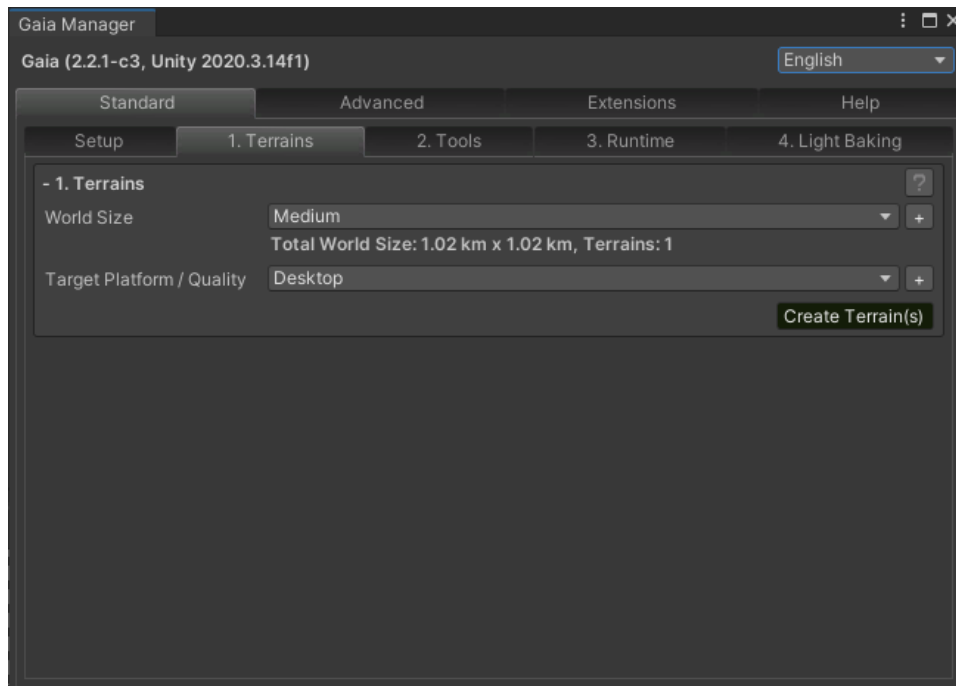 Gaia Manager
Gaia (2.2.1-c3, Unity 2020.3.14f1) English
Standard Advanced Extensions Help
Setup 1. Terrains 2. Tools 3. Runtime 4. Light Baking
- 1. Terrains ?
World Size Medium +
Total World Size: 1.02 km x 1.02 km, Terrains: 1
Target Platform / Quality Desktop +
Create Terrain(s)